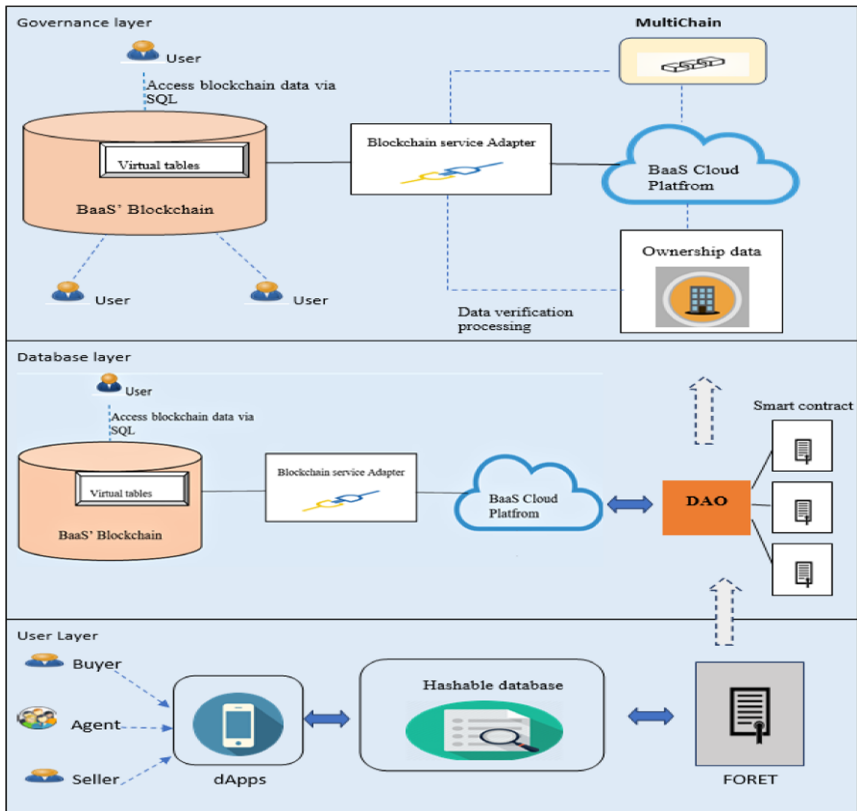 Governance layer
MultiChain
User
Access blockchain data via
SQL
Blockchain service Adapter
Virtual tables
BaaS Cloud
Platfrom
BaaS' Blockchain
Ownership data
User
User
Data verification
processing
Database layer
User
Access blockchain data via
SQL
Smart contract
Blockchain service Adapter
Virtual tables
BaaS Cloud
Platfrom
DAO
BaaS' Blockchain
User Layer
Buyer
Hashable database
Agent
Seller
dApps
FORET